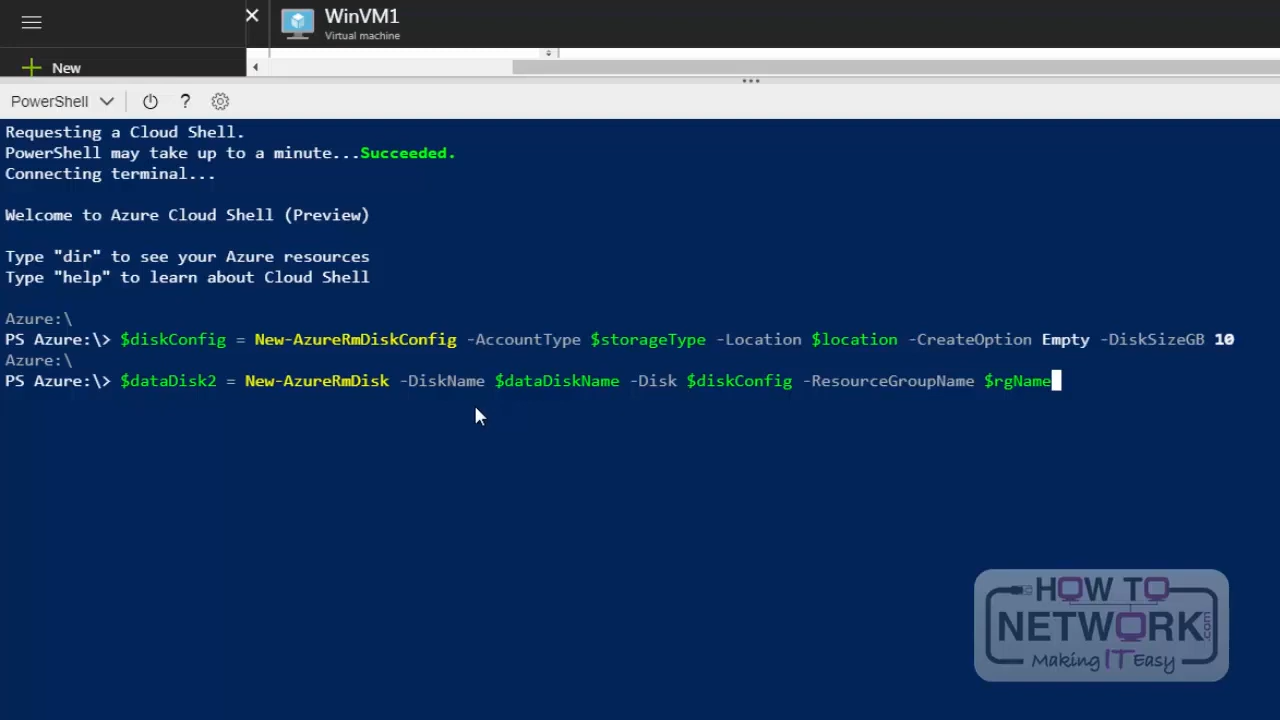 WinVM1
Virtual machine
New
PowerShell
?
Requesting a Cloud Shell.
PowerShell may take up to a minute...Succeeded.
Connecting terminal...
Welcome to Azure Cloud Shell (Preview)
Type "dir" to see your Azure resources
Type "help" to learn about Cloud Shell
Azure:\
PS Azure:\> $diskConfig = New-AzureRmDiskConfig -AccountType $storageType -Location $location -CreateOption Empty -DiskSizeGB 10
Azure:\
PS Azure:\> $dataDisk2 = New-AzureRmDisk -DiskName $dataDiskName -Disk $diskConfig -ResourceGroupName $rgName
HOW TO
NETWORK.com
Making IT Easy